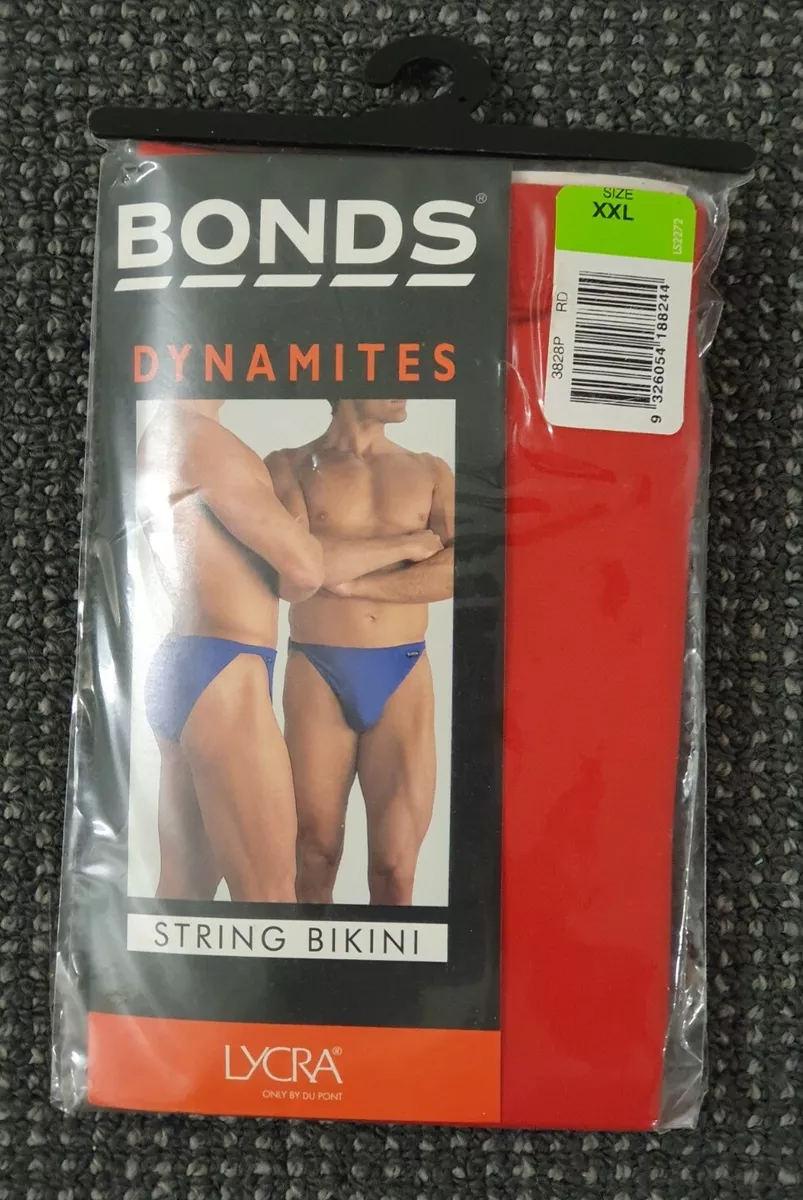 BONDS®
DYNAMITES
STRING BIKINI
LYCRA®
ONLY BY DU PONT
SIZE
XXL
LS2272
3828P RD
9 326054 188244